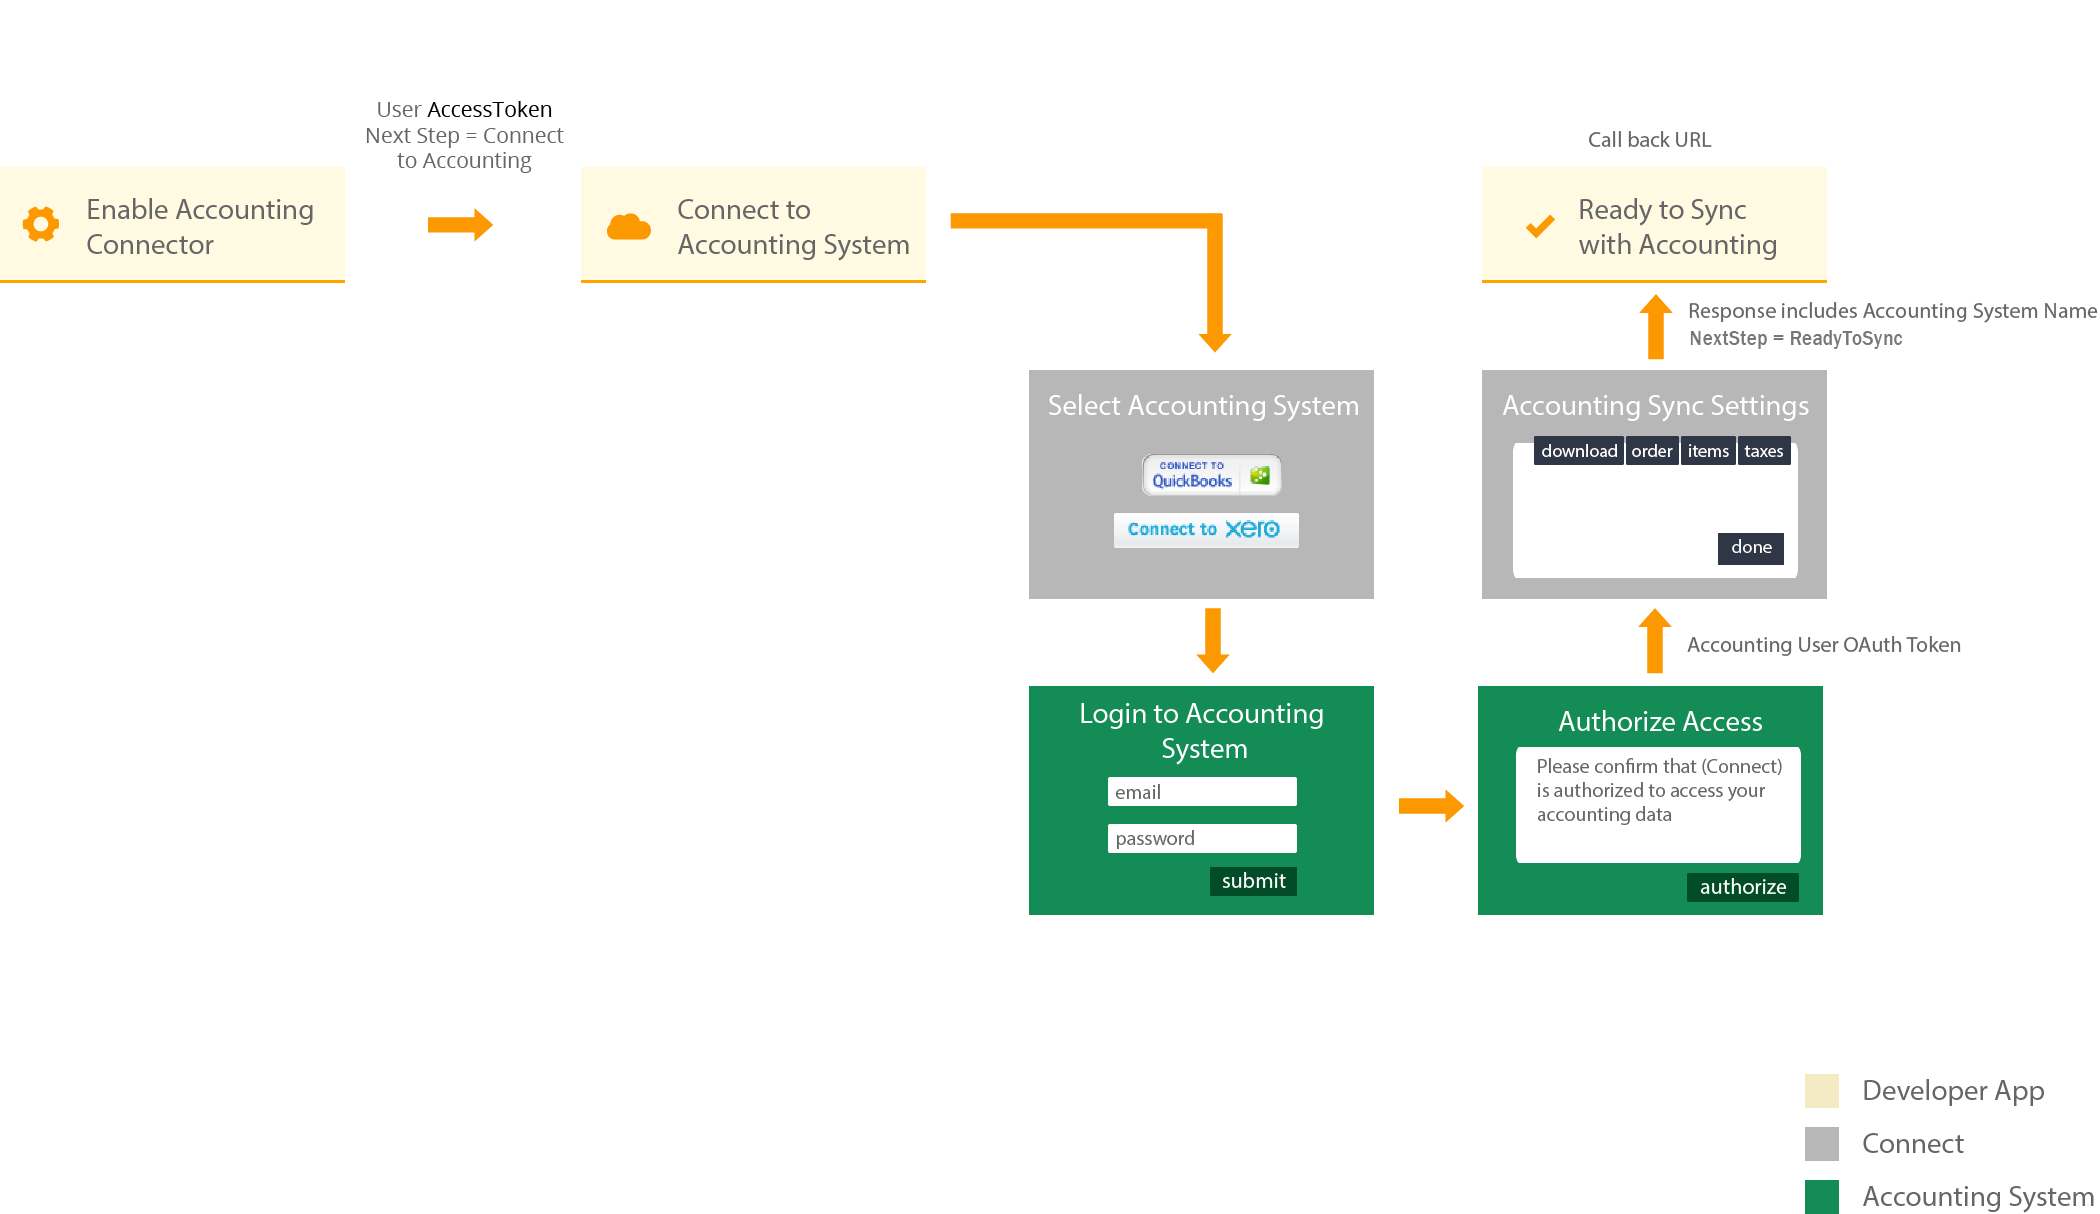 User AccessToken
Next Step = Connect
to Accounting
Enable Accounting
Connector
Connect to
Accounting System
Call back URL
Ready to Sync
with Accounting
Response includes Accounting System Name
NextStep = ReadyToSync
Select Accounting System
CONNECT TO
QuickBooks
Connect to xero
Accounting Sync Settings
download order items taxes
done
Accounting User OAuth Token
Login to Accounting
System
email
password
submit
Authorize Access
Please confirm that (Connect)
is authorized to access your
accounting data
authorize
Developer App
Connect
Accounting System